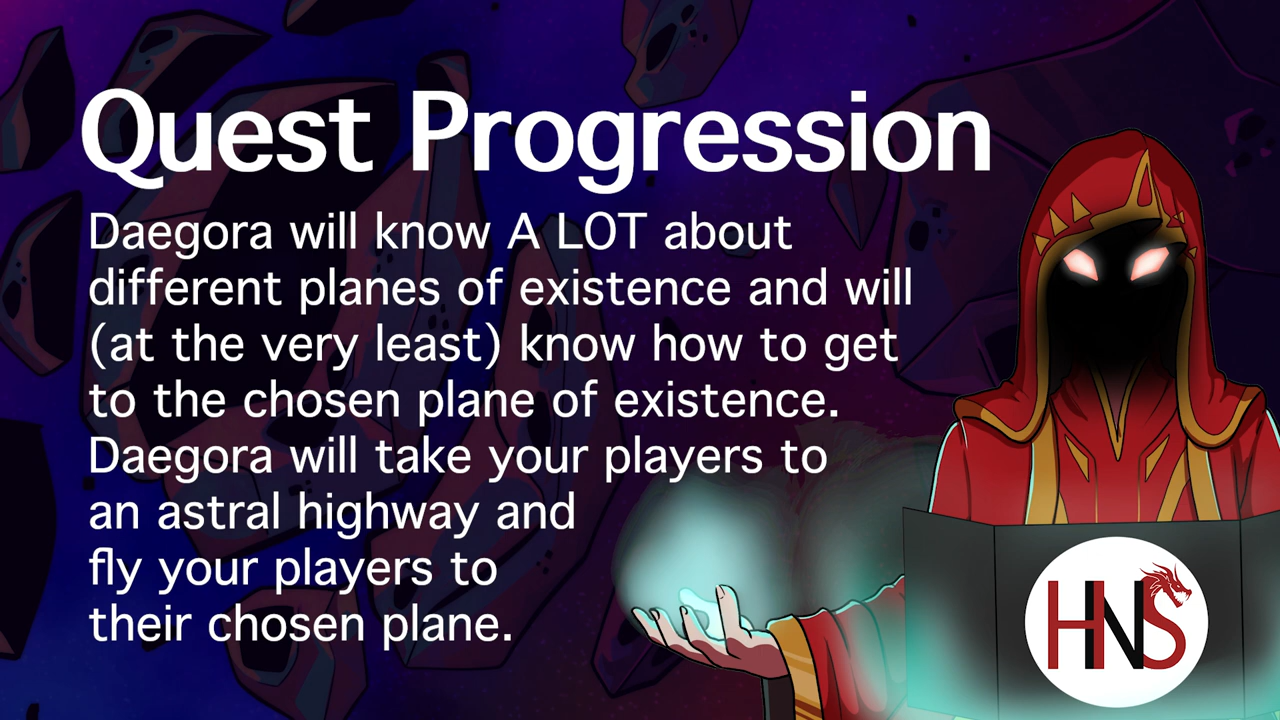 Quest Progression
Daegora will know A LOT about
different planes of existence and will
(at the very least) know how to get
to the chosen plane of existence.
Daegora will take your players to
an astral highway and
fly your players to
their chosen plane.
HNS